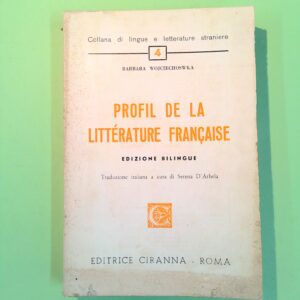 Collana di lingue e letterature straniere
4
BARBARA WOJCIECHOSWKA
PROFIL DE LA
LITTÉRATURE FRANÇAISE
EDIZIONE BILINGUE
Traduzione italiana a cura di Serena D'Arbela
EDITRICE CIRANNA - ROMA